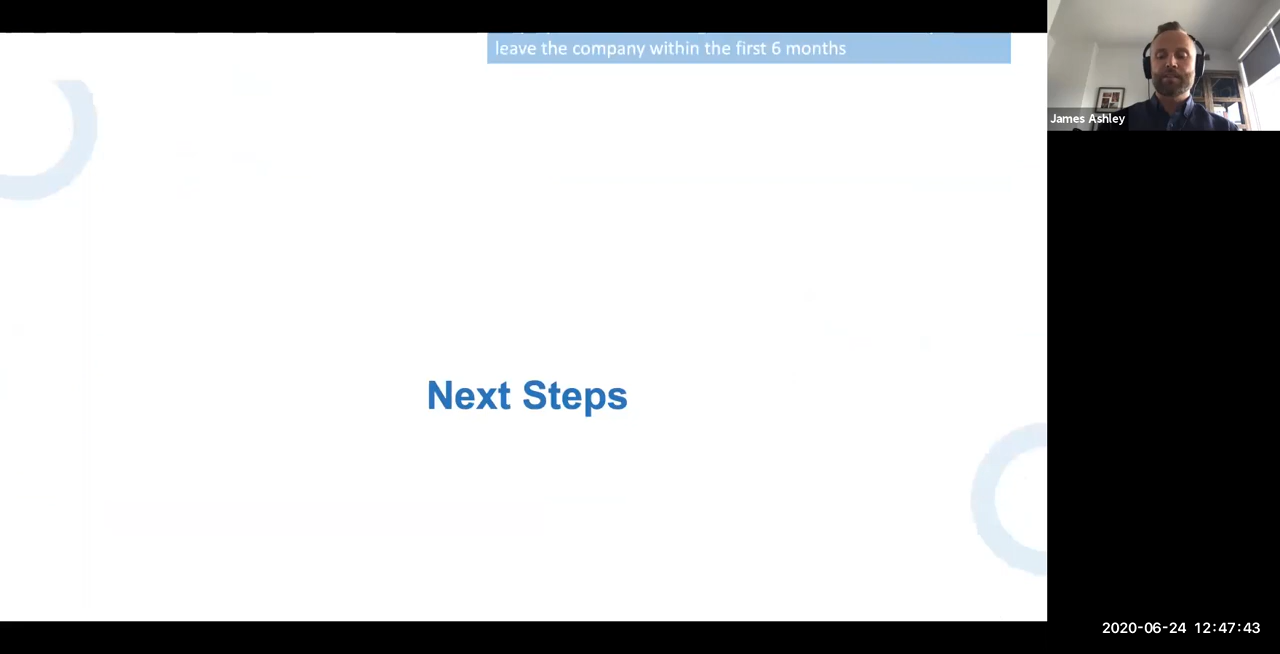 leave the company within the first 6 months
James Ashley
Next Steps
2020-06-24 12:47:43